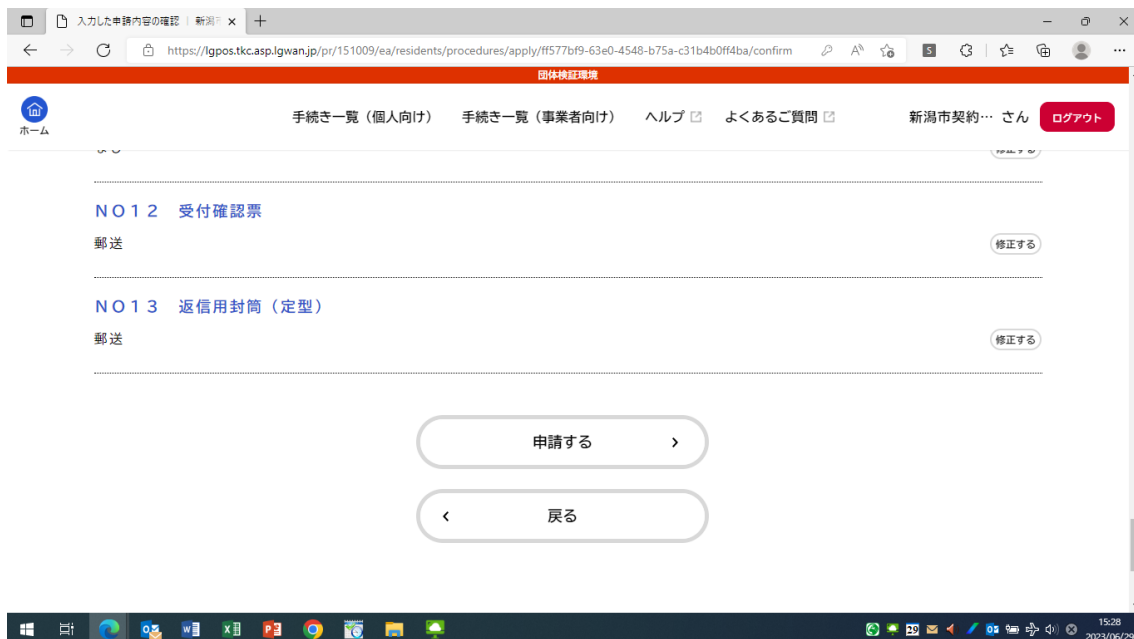 入力した申請内容の確認 | 新潟市
https://lgpos.tkc.asp.lgwan.jp/pr/151009/ea/residents/procedures/apply/ff577bf9-63e0-4548-b75a-c31b4b0ff4ba/confirm
団体検証環境
ホーム
手続き一覧（個人向け） 手続き一覧（事業者向け） ヘルプ よくあるご質問 新潟市契約… さん ログアウト
修正する
ＮＯ１２　受付確認票
郵送 修正する
ＮＯ１３　返信用封筒（定型）
郵送 修正する
申請する
戻る
15:28
2023/06/29